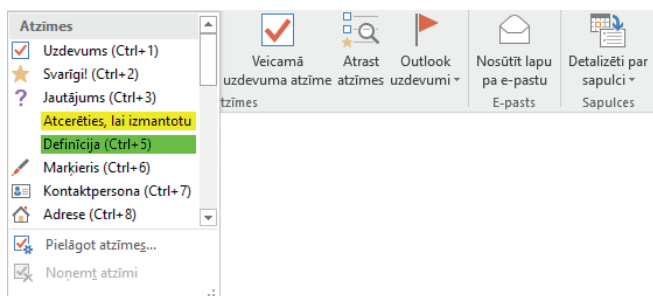 Atzīmes
Uzdevums (Ctrl+1)
Svarīgi! (Ctrl+2)
Jautājums (Ctrl+3)
Atcerēties, lai izmantotu
Definīcija (Ctrl+5)
Marķieris (Ctrl+6)
Kontaktpersona (Ctrl+7)
Adrese (Ctrl+8)
Pielāgot atzīmes...
Noņemt atzīmi
Veicamā
uzdevuma atzīme
Atrast
atzīmes
Outlook
uzdevumi
tzīmes
Nosūtīt lapu
pa e-pastu
E-pasts
Detalizēti par
sapulci
Sapulces